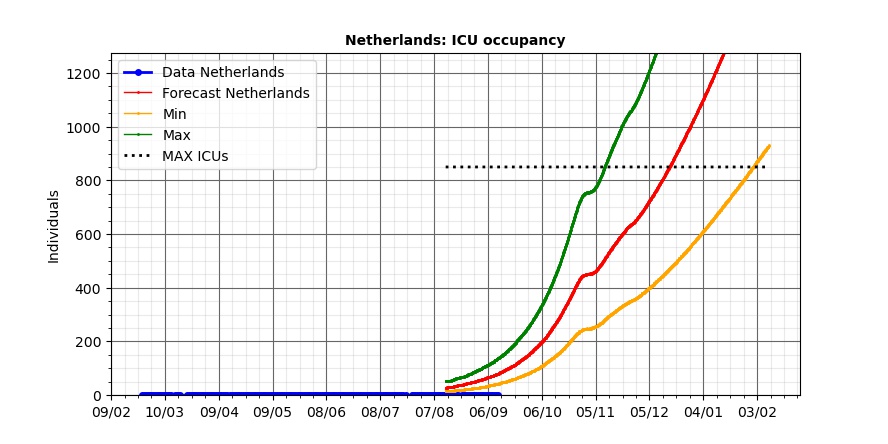 Netherlands: ICU occupancy
Individuals
1200
1000
800
600
400
200
0
Data Netherlands
Forecast Netherlands
Min
Max
MAX ICUs
09/02 10/03 09/04 09/05 08/06 08/07 07/08 06/09 06/10 05/11 05/12 04/01 03/02